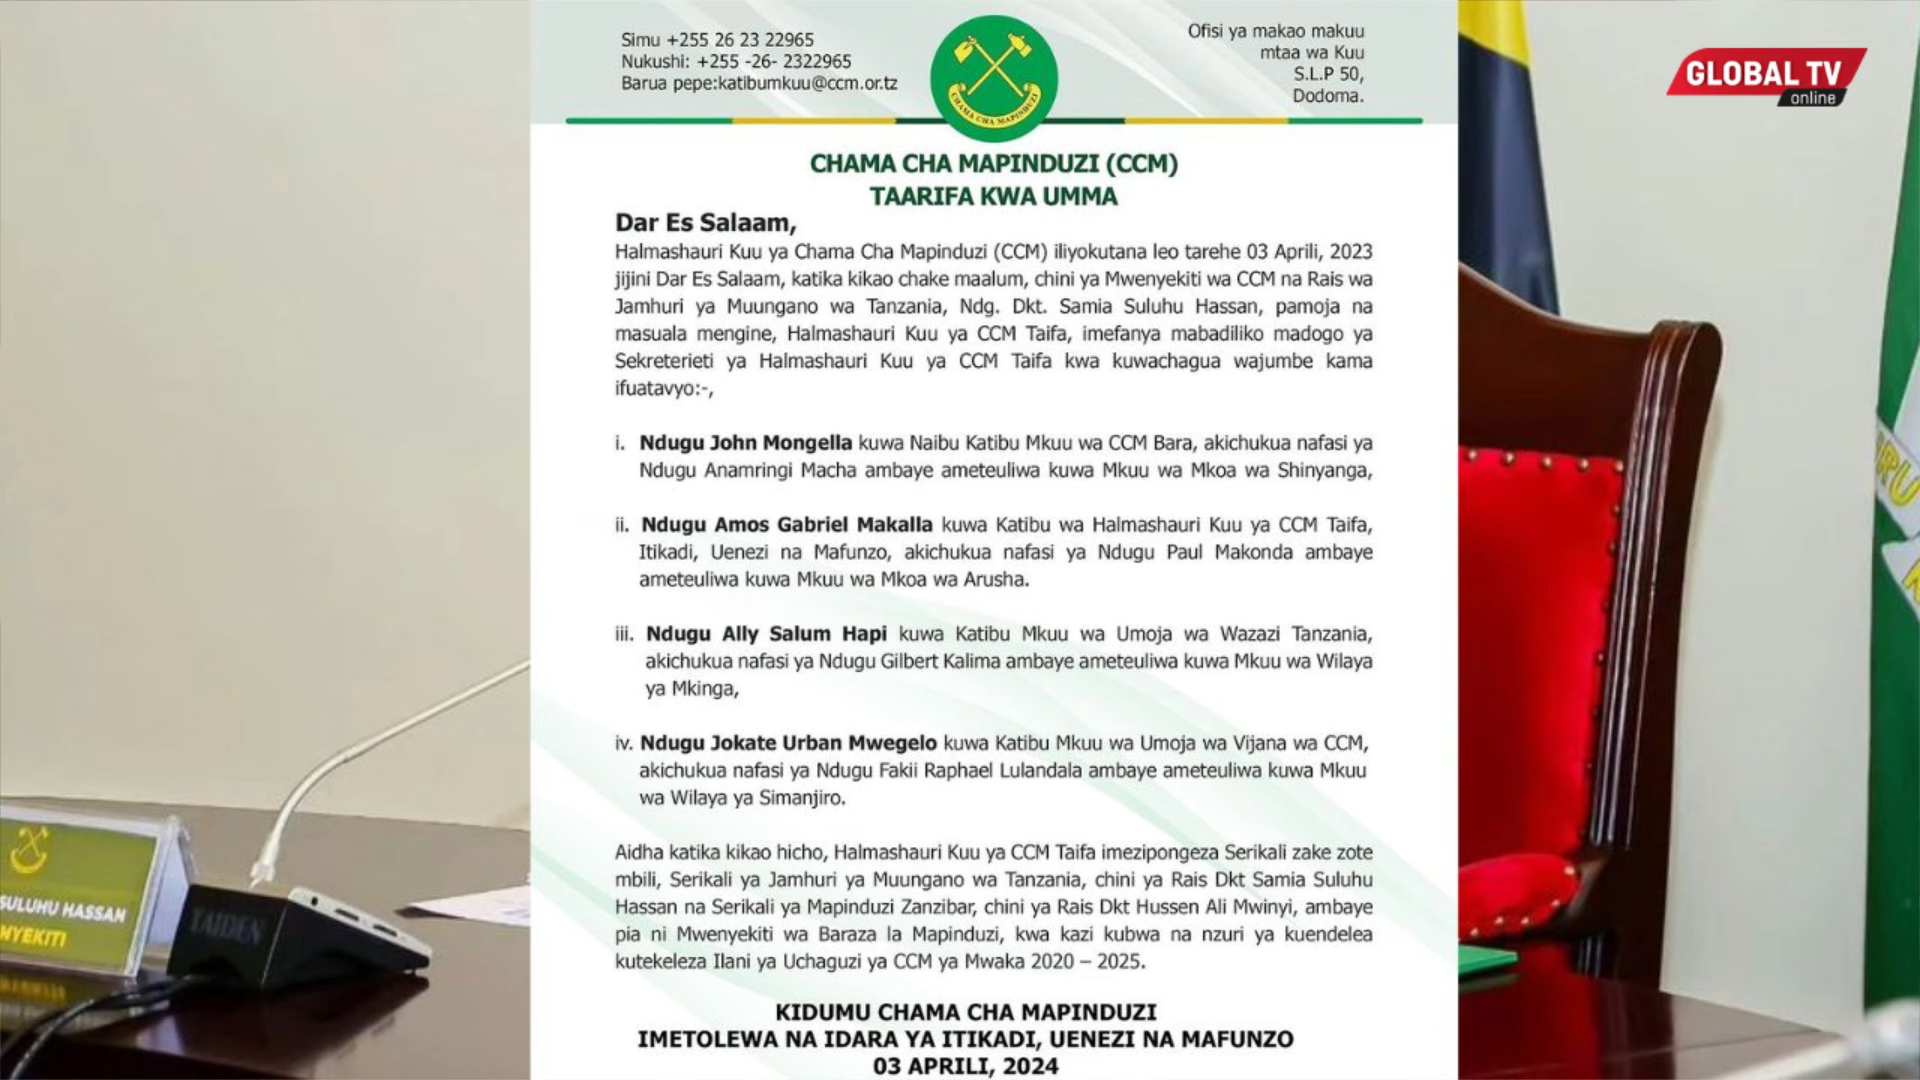 Simu +255 26 23 22965
Nukushi: +255 -26- 2322965
Barua pepe:katibumkuu@ccm.or.tz
Ofisi ya makao makuu
mtaa wa Kuu
S.L.P 50,
Dodoma.
CHAMA CHA MAPINDUZI
GLOBAL TV
online
CHAMA CHA MAPINDUZI (CCM)
TAARIFA KWA UMMA
Dar Es Salaam,
Halmashauri Kuu ya Chama Cha Mapinduzi (CCM) iliyokutana leo tarehe 03 Aprili, 2023
jijini Dar Es Salaam, katika kikao chake maalum, chini ya Mwenyekiti wa CCM na Rais wa
Jamhuri ya Muungano wa Tanzania, Ndg. Dkt. Samia Suluhu Hassan, pamoja na
masuala mengine, Halmashauri Kuu ya CCM Taifa, imefanya mabadiliko madogo ya
Sekreterieti ya Halmashauri Kuu ya CCM Taifa kwa kuwachagua wajumbe kama
ifuatavyo:-,
i. Ndugu John Mongella kuwa Naibu Katibu Mkuu wa CCM Bara, akichukua nafasi ya
Ndugu Anamringi Macha ambaye ameteuliwa kuwa Mkuu wa Mkoa wa Shinyanga,
ii. Ndugu Amos Gabriel Makalla kuwa Katibu wa Halmashauri Kuu ya CCM Taifa,
Itikadi, Uenezi na Mafunzo, akichukua nafasi ya Ndugu Paul Makonda ambaye
ameteuliwa kuwa Mkuu wa Mkoa wa Arusha.
iii. Ndugu Ally Salum Hapi kuwa Katibu Mkuu wa Umoja wa Wazazi Tanzania,
akichukua nafasi ya Ndugu Gilbert Kalima ambaye ameteuliwa kuwa Mkuu wa Wilaya
ya Mkinga,
iv. Ndugu Jokate Urban Mwegelo kuwa Katibu Mkuu wa Umoja wa Vijana wa CCM,
akichukua nafasi ya Ndugu Fakii Raphael Lulandala ambaye ameteuliwa kuwa Mkuu
wa Wilaya ya Simanjiro.
Aidha katika kikao hicho, Halmashauri Kuu ya CCM Taifa imezipongeza Serikali zake zote
mbili, Serikali ya Jamhuri ya Muungano wa Tanzania, chini ya Rais Dkt Samia Suluhu
Hassan na Serikali ya Mapinduzi Zanzibar, chini ya Rais Dkt Hussen Ali Mwinyi, ambaye
pia ni Mwenyekiti wa Baraza la Mapinduzi, kwa kazi kubwa na nzuri ya kuendelea
kutekeleza Ilani ya Uchaguzi ya CCM ya Mwaka 2020 – 2025.
KIDUMU CHAMA CHA MAPINDUZI
IMETOLEWA NA IDARA YA ITIKADI, UENEZI NA MAFUNZO
03 APRILI, 2024
SULUHU HASSAN
NYEKITI
TAIDEN